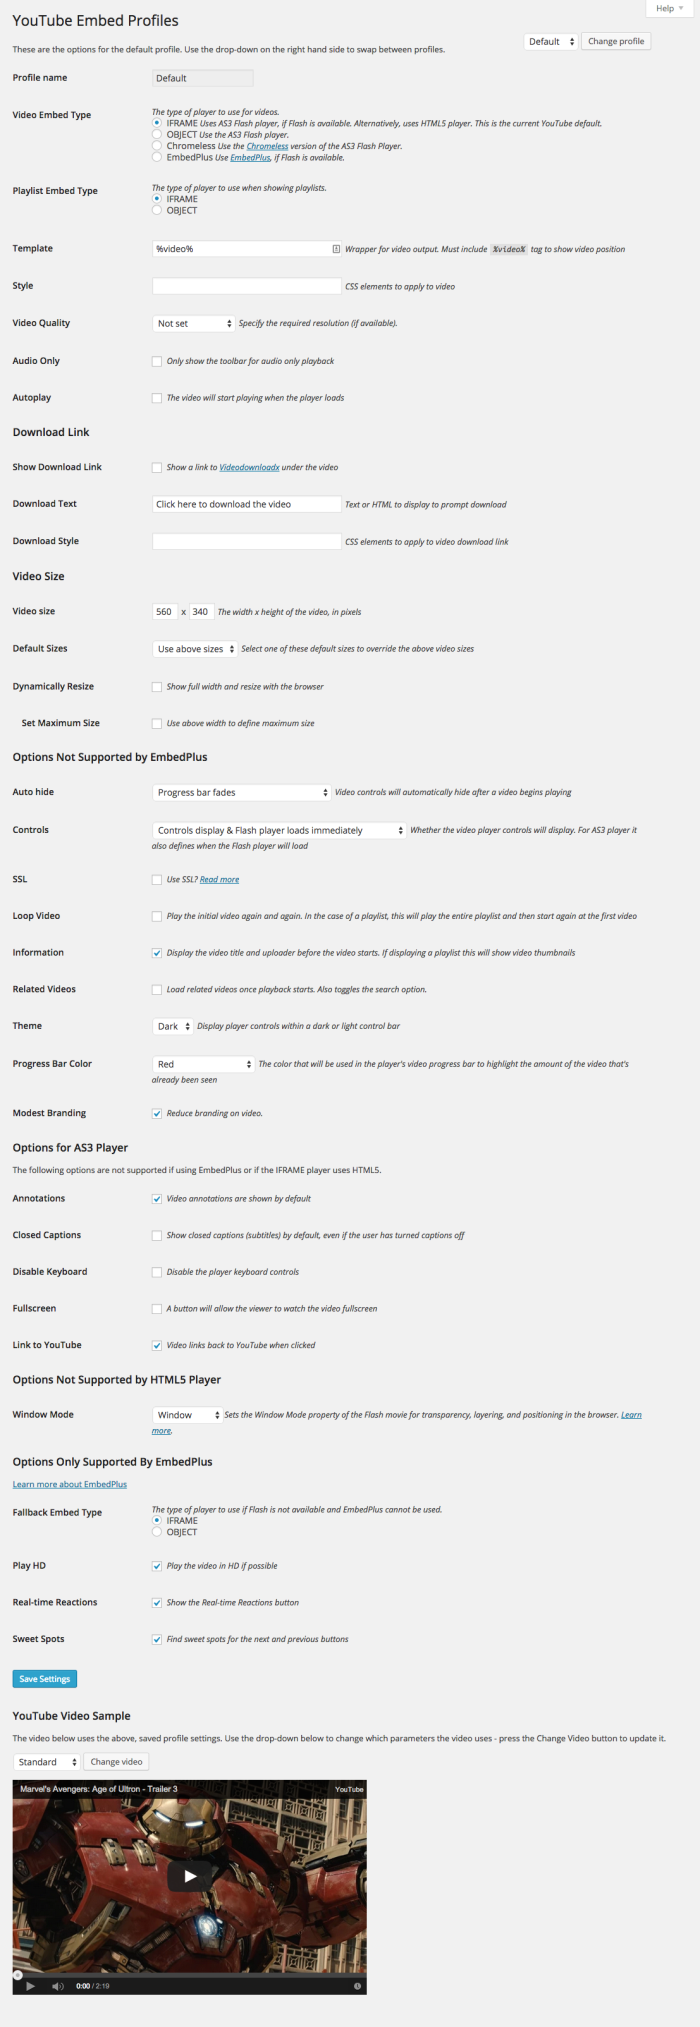 Help
YouTube Embed Profiles
Default Change profile
These are the options for the default profile. Use the drop-down on the right hand side to swap between profiles.
Profile name Default
Video Embed Type The type of player to use for videos.
IFRAME Uses AS3 Flash player, if Flash is available. Alternatively, uses HTML5 player. This is the current YouTube default.
OBJECT Use the AS3 Flash player.
Chromeless Use the Chromeless version of the AS3 Flash Player.
EmbedPlus Use EmbedPlus, if Flash is available.
Playlist Embed Type The type of player to use when showing playlists.
IFRAME
OBJECT
Template %video% Wrapper for video output. Must include %video% tag to show video position
Style CSS elements to apply to video
Video Quality Not set Specify the required resolution (if available).
Audio Only Only show the toolbar for audio only playback
Autoplay The video will start playing when the player loads
Download Link
Show Download Link Show a link to Videodownloadx under the video
Download Text Click here to download the video Text or HTML to display to prompt download
Download Style CSS elements to apply to video download link
Video Size
Video size 560 x 340 The width x height of the video, in pixels
Default Sizes Use above sizes Select one of these default sizes to override the above video sizes
Dynamically Resize Show full width and resize with the browser
Set Maximum Size Use above width to define maximum size
Options Not Supported by EmbedPlus
Auto hide Progress bar fades Video controls will automatically hide after a video begins playing
Controls Controls display & Flash player loads immediately Whether the video player controls will display. For AS3 player it
also defines when the Flash player will load
SSL Use SSL? Read more
Loop Video Play the initial video again and again. In the case of a playlist, this will play the entire playlist and then start again at the first video
Information Display the video title and uploader before the video starts. If displaying a playlist this will show video thumbnails
Related Videos Load related videos once playback starts. Also toggles the search option.
Theme Dark Display player controls within a dark or light control bar
Progress Bar Color Red The color that will be used in the player's video progress bar to highlight the amount of the video that's
already been seen
Modest Branding Reduce branding on video.
Options for AS3 Player
The following options are not supported if using EmbedPlus or if the IFRAME player uses HTML5.
Annotations Video annotations are shown by default
Closed Captions Show closed captions (subtitles) by default, even if the user has turned captions off
Disable Keyboard Disable the player keyboard controls
Fullscreen A button will allow the viewer to watch the video fullscreen
Link to YouTube Video links back to YouTube when clicked
Options Not Supported by HTML5 Player
Window Mode Window Sets the Window Mode property of the Flash movie for transparency, layering, and positioning in the browser. Learn
more.
Options Only Supported By EmbedPlus
Learn more about EmbedPlus
Fallback Embed Type The type of player to use if Flash is not available and EmbedPlus cannot be used.
IFRAME
OBJECT
Play HD Play the video in HD if possible
Real-time Reactions Show the Real-time Reactions button
Sweet Spots Find sweet spots for the next and previous buttons
Save Settings
YouTube Video Sample
The video below uses the above, saved profile settings. Use the drop-down below to change which parameters the video uses - press the Change Video button to update it.
Standard Change video
Marvel's Avengers: Age of Ultron - Trailer 3 YouTube
0:00 / 2:19